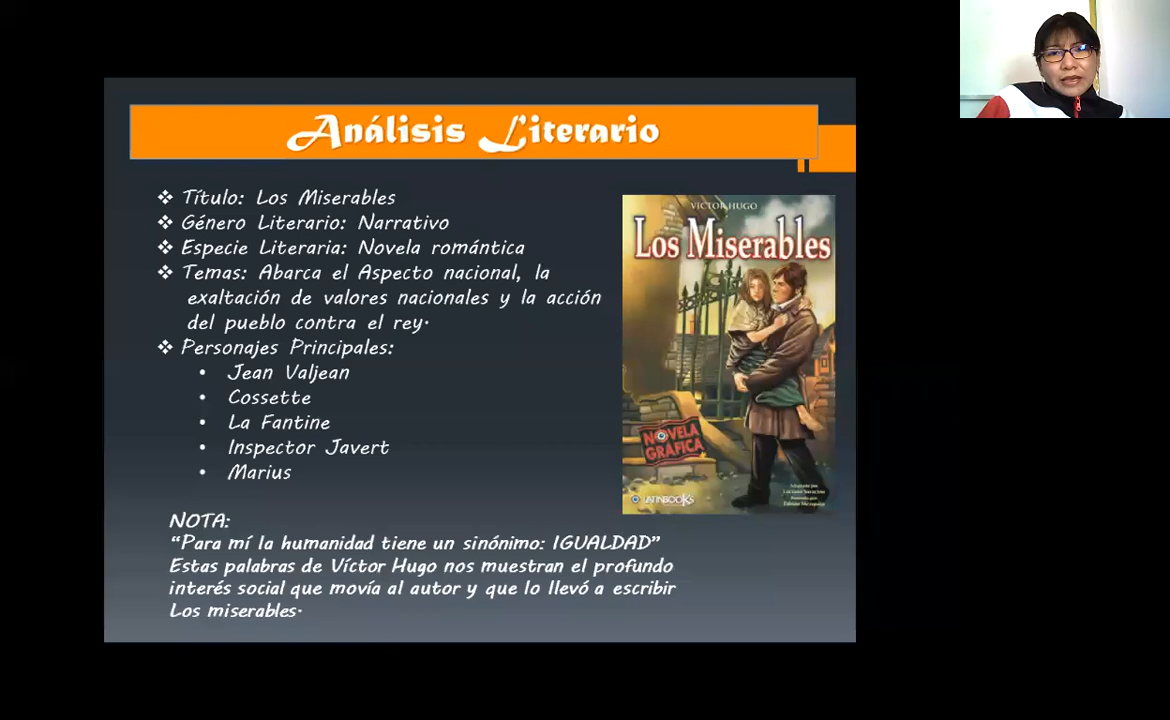 Análisis Literario
❖ Título: Los Miserables
❖ Género Literario: Narrativo
❖ Especie Literaria: Novela romántica
❖ Temas: Abarca el Aspecto nacional, la
exaltación de valores nacionales y la acción
del pueblo contra el rey.
❖ Personajes Principales:
• Jean Valjean
• Cossette
• La Fantine
• Inspector Javert
• Marius
NOTA:
“Para mí la humanidad tiene un sinónimo: IGUALDAD”
Estas palabras de Víctor Hugo nos muestran el profundo
interés social que movía al autor y que lo llevó a escribir
Los miserables.
VICTOR HUGO
Los Miserables
NOVELA
GRÁFICA
LATINBOOKS